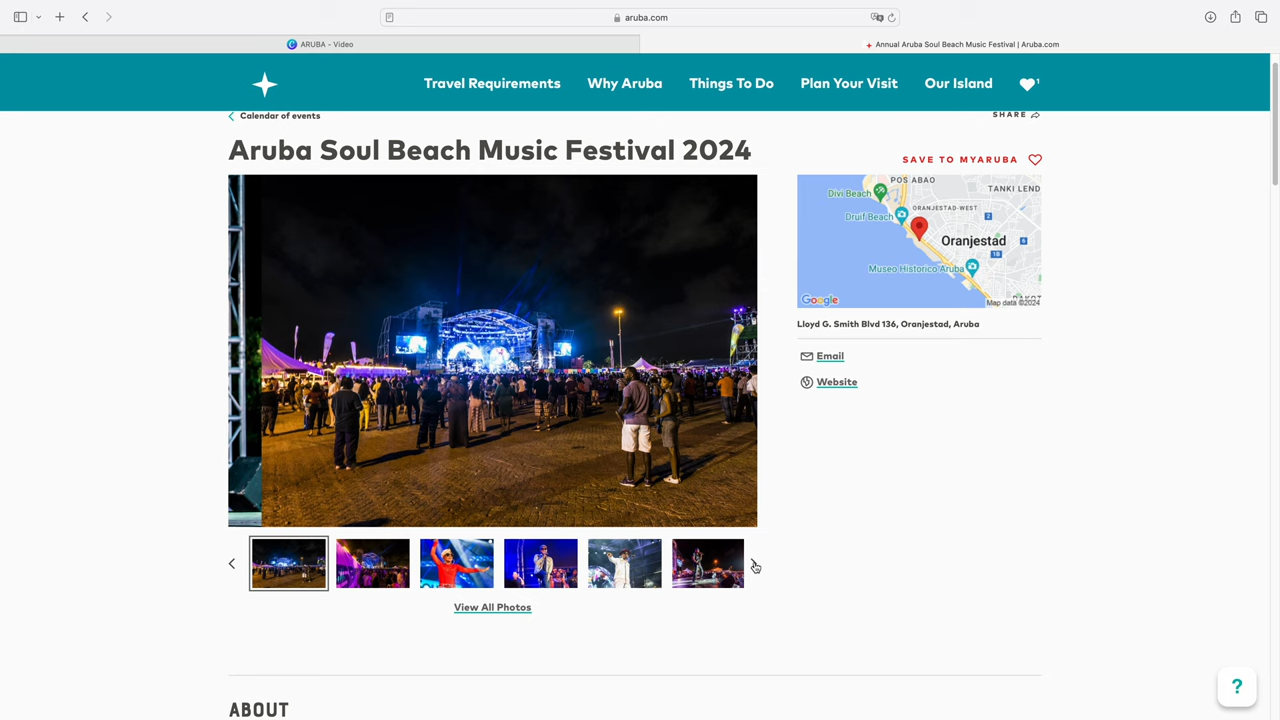 aruba.com
ARUBA - Video
Annual Aruba Soul Beach Music Festival | Aruba.com
Travel Requirements
Why Aruba
Things To Do
Plan Your Visit
Our Island
1
Calendar of events
SHARE
Aruba Soul Beach Music Festival 2024
SAVE TO MYARUBA
POS ABAO
TANKI LEND
Divi Beach
ORANJESTAD-WEST
2
Druif Beach
Oranjestad
6
1B
Museo Historico Aruba
Google
Map data ©2024
Lloyd G. Smith Blvd 136, Oranjestad, Aruba
Email
Website
View All Photos
ABOUT
?